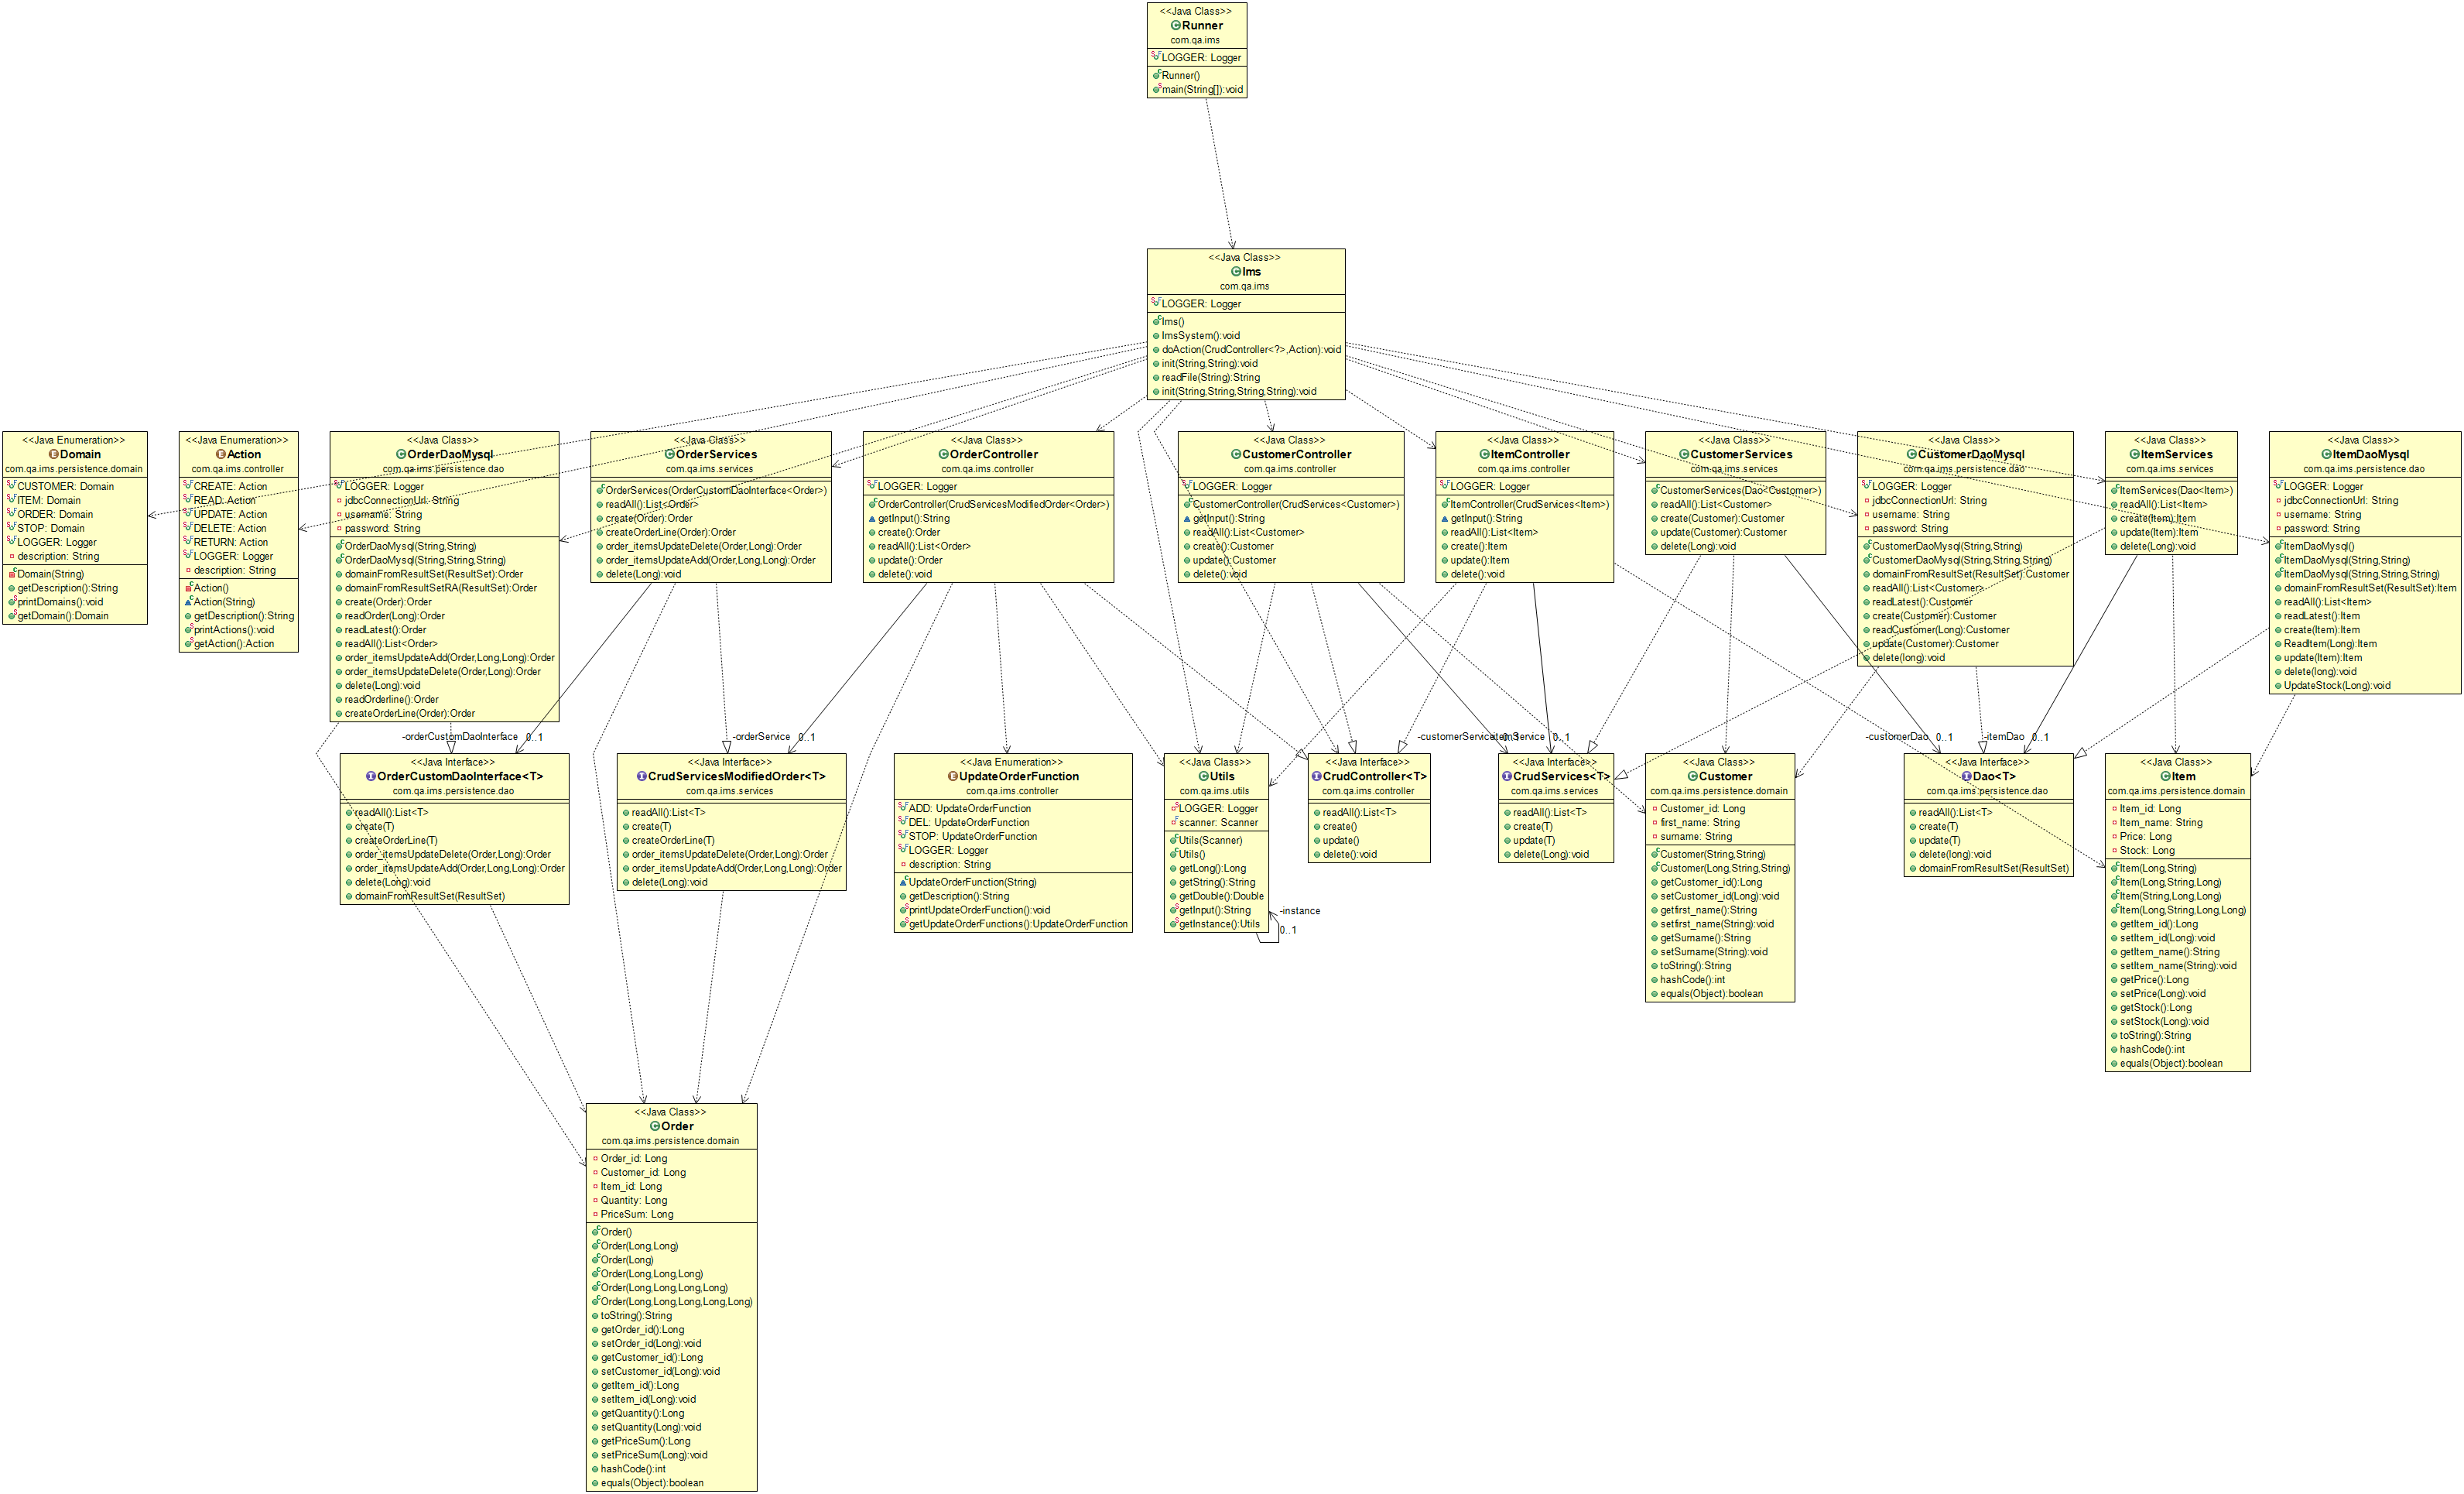 <<Java Class>>
Runner
com.qa.ims
LOGGER: Logger
Runner()
main(String[]):void
<<Java Class>>
Ims
com.qa.ims
LOGGER: Logger
Ims()
ImsSystem():void
doAction(CrudController<?>,Action):void
init(String,String):void
readFile(String):String
init(String,String,String,String):void
<<Java Enumeration>>
Domain
com.qa.ims.persistence.domain
CUSTOMER: Domain
ITEM: Domain
ORDER: Domain
STOP: Domain
LOGGER: Logger
description: String
Domain(String)
getDescription():String
printDomains():void
getDomain():Domain
<<Java Enumeration>>
Action
com.qa.ims.controller
CREATE: Action
READ: Action
UPDATE: Action
DELETE: Action
RETURN: Action
LOGGER: Logger
description: String
Action()
Action(String)
getDescription():String
printActions():void
getAction():Action
<<Java Class>>
OrderDaoMysql
com.qa.ims.persistence.dao
LOGGER: Logger
jdbcConnectionUrl: String
username: String
password: String
OrderDaoMysql(String,String)
OrderDaoMysql(String,String,String)
domainFromResultSet(ResultSet):Order
domainFromResultSetRA(ResultSet):Order
create(Order):Order
readOrder(Long):Order
readLatest():Order
readAll():List<Order>
order_itemsUpdateAdd(Order,Long,Long):Order
order_itemsUpdateDelete(Order,Long):Order
delete(Long):void
readOrderline():Order
createOrderLine(Order):Order
<<Java Class>>
OrderServices
com.qa.ims.services
OrderServices(OrderCustomDaoInterface<Order>)
readAll():List<Order>
create(Order):Order
createOrderLine(Order):Order
order_itemsUpdateDelete(Order,Long):Order
order_itemsUpdateAdd(Order,Long,Long):Order
delete(Long):void
<<Java Class>>
OrderController
com.qa.ims.controller
LOGGER: Logger
OrderController(CrudServicesModifiedOrder<Order>)
getInput():String
create():Order
readAll():List<Order>
update():Order
delete():void
<<Java Class>>
CustomerController
com.qa.ims.controller
LOGGER: Logger
CustomerController(CrudServices<Customer>)
getInput():String
readAll():List<Customer>
create():Customer
update():Customer
delete():void
<<Java Class>>
ItemController
com.qa.ims.controller
LOGGER: Logger
ItemController(CrudServices<Item>)
getInput():String
readAll():List<Item>
create():Item
update():Item
delete():void
<<Java Class>>
CustomerServices
com.qa.ims.services
CustomerServices(Dao<Customer>)
readAll():List<Customer>
create(Customer):Customer
update(Customer):Customer
delete(Long):void
<<Java Class>>
CustomerDaoMysql
com.qa.ims.persistence.dao
LOGGER: Logger
jdbcConnectionUrl: String
username: String
password: String
CustomerDaoMysql(String,String)
CustomerDaoMysql(String,String,String)
domainFromResultSet(ResultSet):Customer
readAll():List<Customer>
readLatest():Customer
create(Customer):Customer
readCustomer(Long):Customer
update(Customer):Customer
delete(long):void
<<Java Class>>
ItemServices
com.qa.ims.services
ItemServices(Dao<Item>)
readAll():List<Item>
create(Item):Item
update(Item):Item
delete(Long):void
<<Java Class>>
ItemDaoMysql
com.qa.ims.persistence.dao
LOGGER: Logger
jdbcConnectionUrl: String
username: String
password: String
ItemDaoMysql()
ItemDaoMysql(String,String)
ItemDaoMysql(String,String,String)
domainFromResultSet(ResultSet):Item
readAll():List<Item>
readLatest():Item
create(Item):Item
ReadItem(Long):Item
update(Item):Item
delete(long):void
UpdateStock(Long):void
-orderCustomDaoInterface 0..1
-orderService 0..1
-customerService 0..1
-itemService 0..1
-customerDao 0..1
-itemDao 0..1
<<Java Interface>>
OrderCustomDaoInterface<T>
com.qa.ims.persistence.dao
readAll():List<T>
create(T)
createOrderLine(T)
order_itemsUpdateDelete(Order,Long):Order
order_itemsUpdateAdd(Order,Long,Long):Order
delete(Long):void
domainFromResultSet(ResultSet)
<<Java Interface>>
CrudServicesModifiedOrder<T>
com.qa.ims.services
readAll():List<T>
create(T)
createOrderLine(T)
order_itemsUpdateDelete(Order,Long):Order
order_itemsUpdateAdd(Order,Long,Long):Order
delete(Long):void
<<Java Enumeration>>
UpdateOrderFunction
com.qa.ims.controller
ADD: UpdateOrderFunction
DEL: UpdateOrderFunction
STOP: UpdateOrderFunction
LOGGER: Logger
description: String
UpdateOrderFunction(String)
getDescription():String
printUpdateOrderFunction():void
getUpdateOrderFunctions():UpdateOrderFunction
<<Java Class>>
Utils
com.qa.ims.utils
LOGGER: Logger
scanner: Scanner
Utils(Scanner)
Utils()
getLong():Long
getString():String
getDouble():Double
getInput():String
getInstance():Utils
-instance
0..1
<<Java Interface>>
CrudController<T>
com.qa.ims.controller
readAll():List<T>
create()
update()
delete():void
<<Java Interface>>
CrudServices<T>
com.qa.ims.services
readAll():List<T>
create(T)
update(T)
delete(Long):void
<<Java Class>>
Customer
com.qa.ims.persistence.domain
Customer_id: Long
first_name: String
surname: String
Customer(String,String)
Customer(Long,String,String)
getCustomer_id():Long
setCustomer_id(Long):void
getfirst_name():String
setfirst_name(String):void
getSurname():String
setSurname(String):void
toString():String
hashCode():int
equals(Object):boolean
<<Java Interface>>
Dao<T>
com.qa.ims.persistence.dao
readAll():List<T>
create(T)
update(T)
delete(long):void
domainFromResultSet(ResultSet)
<<Java Class>>
Item
com.qa.ims.persistence.domain
Item_id: Long
Item_name: String
Price: Long
Stock: Long
Item(Long,String)
Item(Long,String,Long)
Item(String,Long,Long)
Item(Long,String,Long,Long)
getItem_id():Long
setItem_id(Long):void
getItem_name():String
setItem_name(String):void
getPrice():Long
setPrice(Long):void
getStock():Long
setStock(Long):void
toString():String
hashCode():int
equals(Object):boolean
<<Java Class>>
Order
com.qa.ims.persistence.domain
Order_id: Long
Customer_id: Long
Item_id: Long
Quantity: Long
PriceSum: Long
Order()
Order(Long,Long)
Order(Long)
Order(Long,Long,Long)
Order(Long,Long,Long,Long)
Order(Long,Long,Long,Long,Long)
toString():String
getOrder_id():Long
setOrder_id(Long):void
getCustomer_id():Long
setCustomer_id(Long):void
getItem_id():Long
setItem_id(Long):void
getQuantity():Long
setQuantity(Long):void
getPriceSum():Long
setPriceSum(Long):void
hashCode():int
equals(Object):boolean